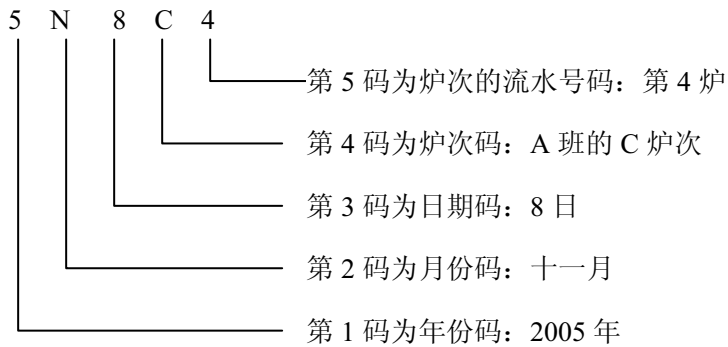 5 N 8 C 4
第 5 码为炉次的流水号码：第 4 炉
第 4 码为炉次码：A 班的 C 炉次
第 3 码为日期码：8 日
第 2 码为月份码：十一月
第 1 码为年份码：2005 年